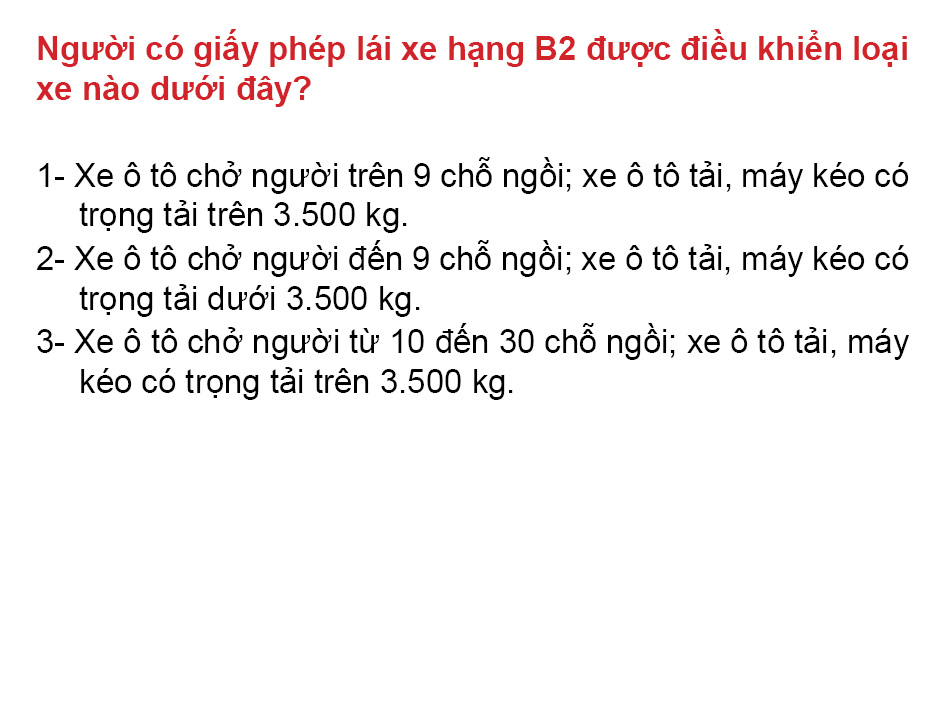 Người có giấy phép lái xe hạng B2 được điều khiển loại
xe nào dưới đây?
1- Xe ô tô chở người trên 9 chỗ ngồi; xe ô tô tải, máy kéo có
trọng tải trên 3.500 kg.
2- Xe ô tô chở người đến 9 chỗ ngồi; xe ô tô tải, máy kéo có
trọng tải dưới 3.500 kg.
3- Xe ô tô chở người từ 10 đến 30 chỗ ngồi; xe ô tô tải, máy
kéo có trọng tải trên 3.500 kg.